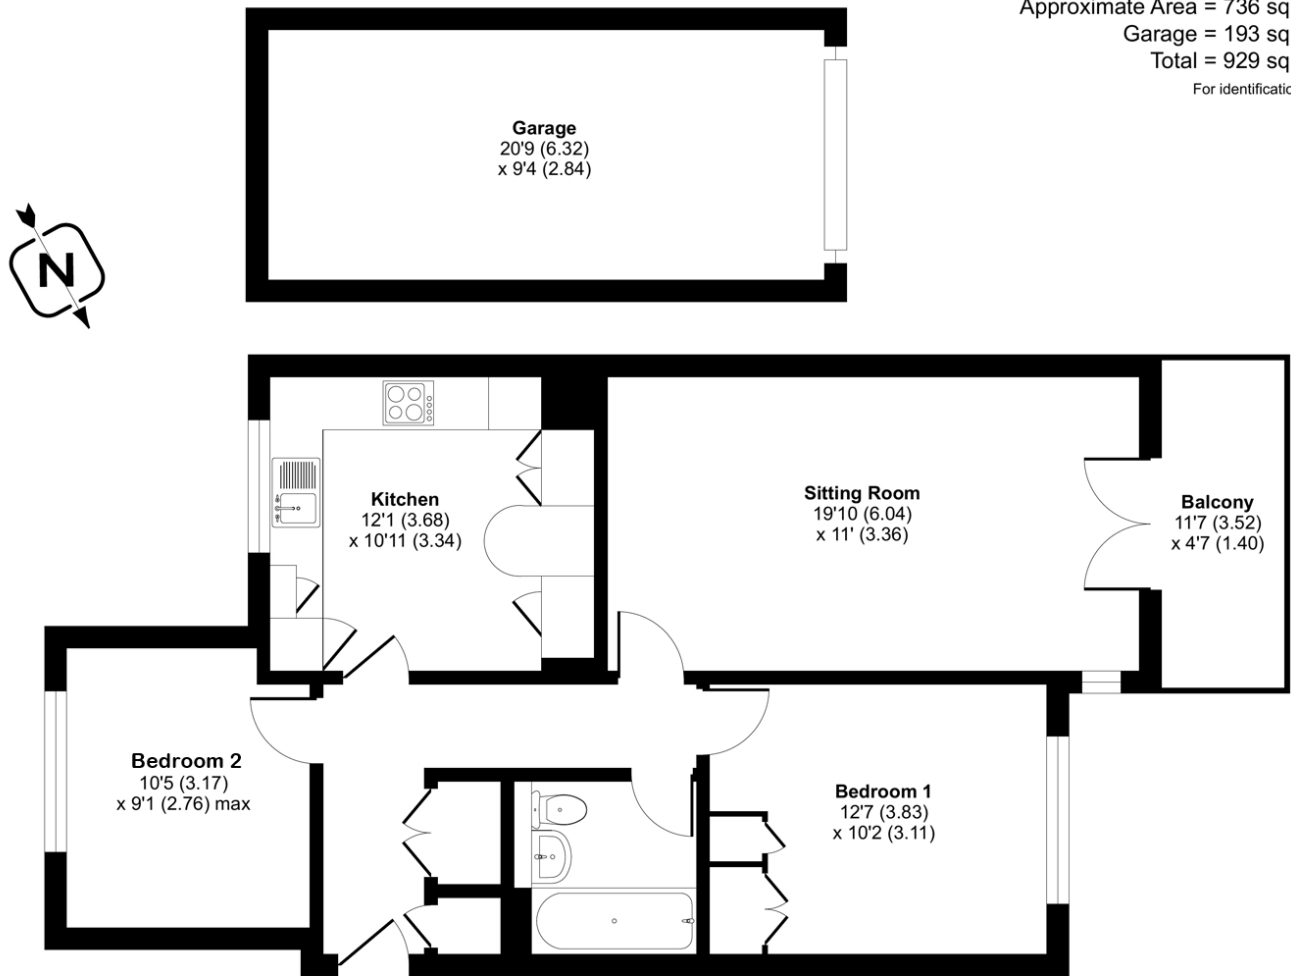 Approximate Area = 736 sq
Garage = 193 sq
Total = 929 sq
For identificatio
Garage
20'9 (6.32)
x 9'4 (2.84)
N
Kitchen
12'1 (3.68)
x 10'11 (3.34)
Sitting Room
19'10 (6.04)
x 11' (3.36)
Balcony
11'7 (3.52)
x 4'7 (1.40)
Bedroom 2
10'5 (3.17)
x 9'1 (2.76) max
Bedroom 1
12'7 (3.83)
x 10'2 (3.11)